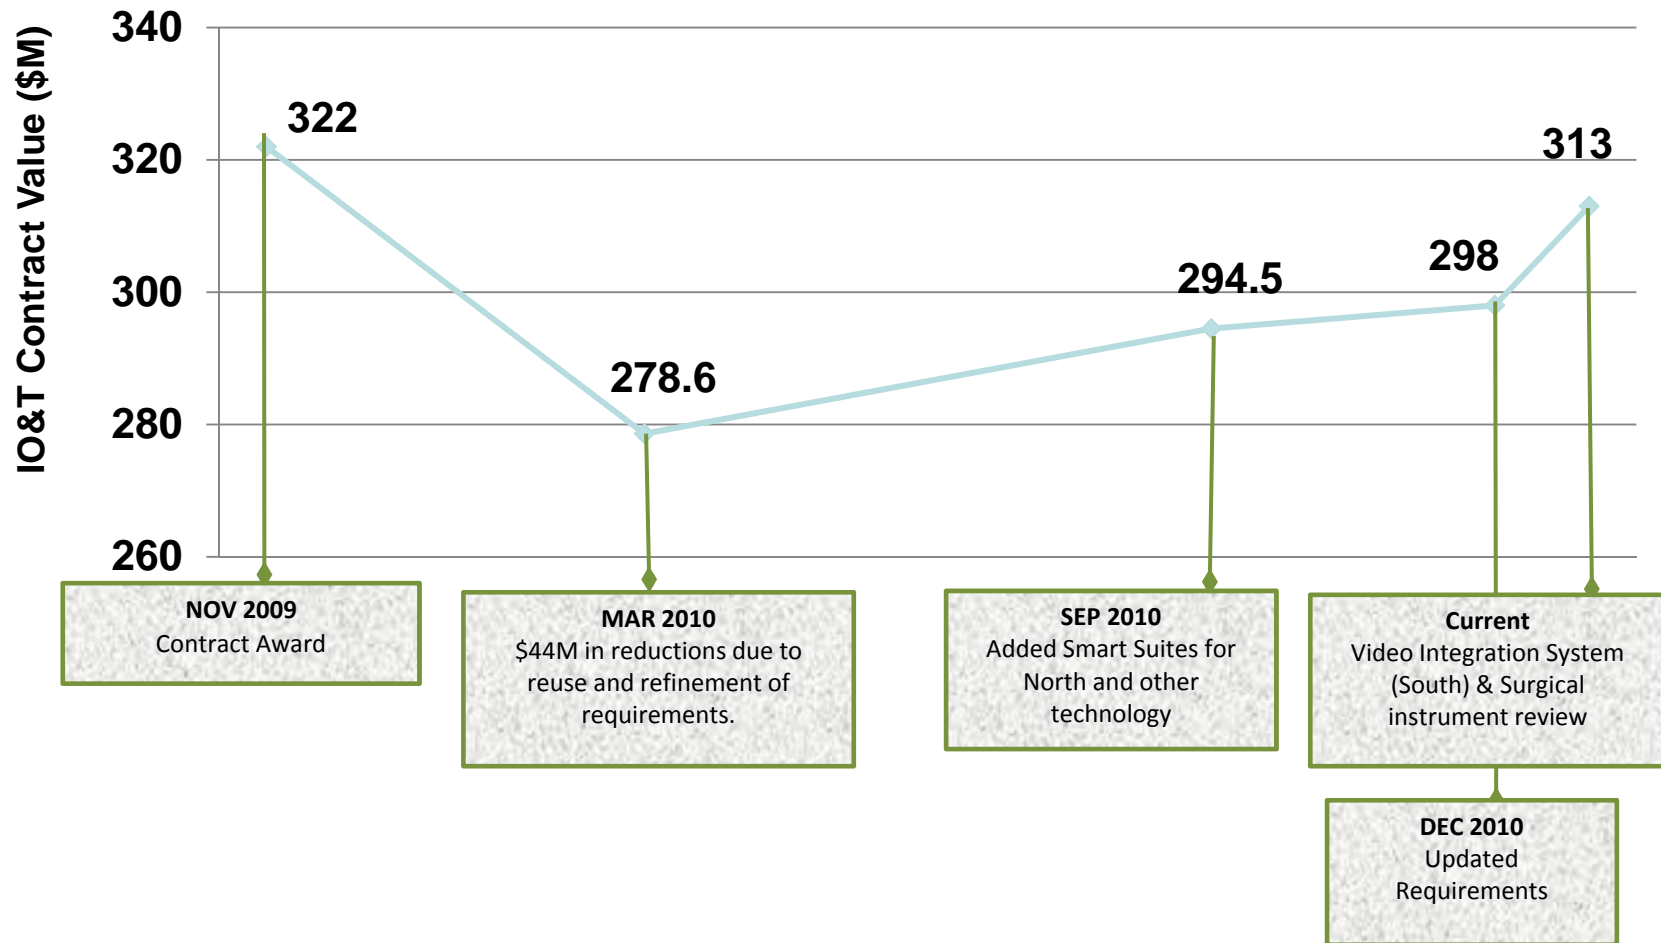 IO&T Contract Value ($M)
340
320
300
280
260
322
278.6
294.5
298
313
NOV 2009
Contract Award
MAR 2010
$44M in reductions due to
reuse and refinement of
requirements.
SEP 2010
Added Smart Suites for
North and other
technology
Current
Video Integration System
(South) & Surgical
instrument review
DEC 2010
Updated
Requirements